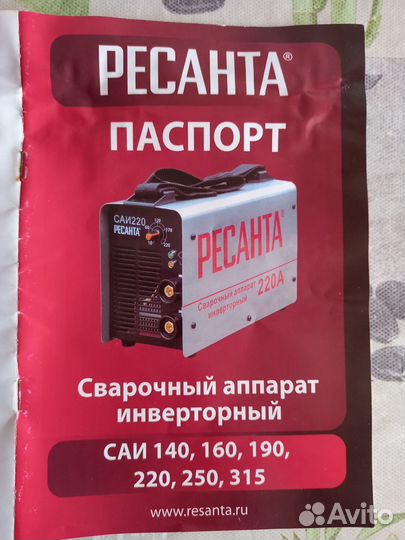 РЕСАНТА®
ПАСПОРТ
САИ220
РЕСАНТА®
РЕСАНТА®
Сварочный аппарат
инверторный 220А
Сварочный аппарат
инверторный
САИ 140, 160, 190,
220, 250, 315
www.resanta.ru
Avito